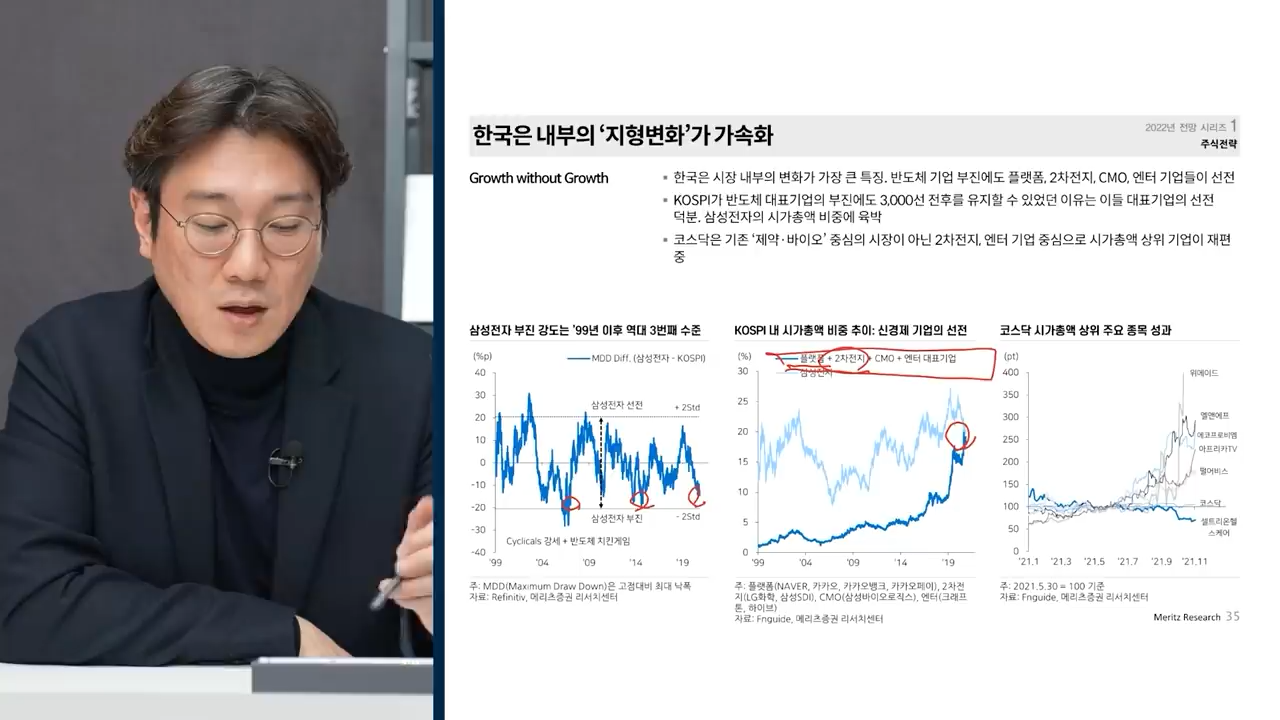 한국은 내부의 ‘지형변화’가 가속화
2022년 전망 시리즈 1
주식전략
Growth without Growth
▪ 한국은 시장 내부의 변화가 가장 큰 특징. 반도체 기업 부진에도 플랫폼, 2차전지, CMO, 엔터 기업들이 선전
▪ KOSPI가 반도체 대표기업의 부진에도 3,000선 전후를 유지할 수 있었던 이유는 이들 대표기업의 선전
덕분. 삼성전자의 시가총액 비중에 육박
▪ 코스닥은 기존 ‘제약·바이오’ 중심의 시장이 아닌 2차전지, 엔터 기업 중심으로 시가총액 상위 기업이 재편
중
삼성전자 부진 강도는 ’99년 이후 역대 3번째 수준
(%p)
MDD Diff. (삼성전자 - KOSPI)
40
30
20
10
0
-10
-20
-30
-40
삼성전자 선전
+ 2Std
삼성전자 부진
- 2Std
Cyclicals 강세 + 반도체 치킨게임
'99
'04
'09
'14
'19
주: MDD(Maximum Draw Down)은 고점대비 최대 낙폭
자료: Refinitiv, 메리츠증권 리서치센터
KOSPI 내 시가총액 비중 추이: 신경제 기업의 선전
(%)
플랫폼 + 2차전지 + CMO + 엔터 대표기업
삼성전자
30
25
20
15
10
5
0
'99
'04
'09
'14
'19
주: 플랫폼(NAVER, 카카오, 카카오뱅크, 카카오페이), 2차전
지(LG화학, 삼성SDI), CMO(삼성바이오로직스), 엔터(크래프
톤, 하이브)
자료: Fnguide, 메리츠증권 리서치센터
코스닥 시가총액 상위 주요 종목 성과
(pt)
400
350
300
250
200
150
100
50
0
위메이드
엘앤에프
에코프로비엠
아프리카TV
펄어비스
코스닥
셀트리온헬
스케어
'21.1
'21.3
'21.5
'21.7
'21.9
'21.11
주: 2021.5.30 = 100 기준
자료: Fnguide, 메리츠증권 리서치센터
Meritz Research 35